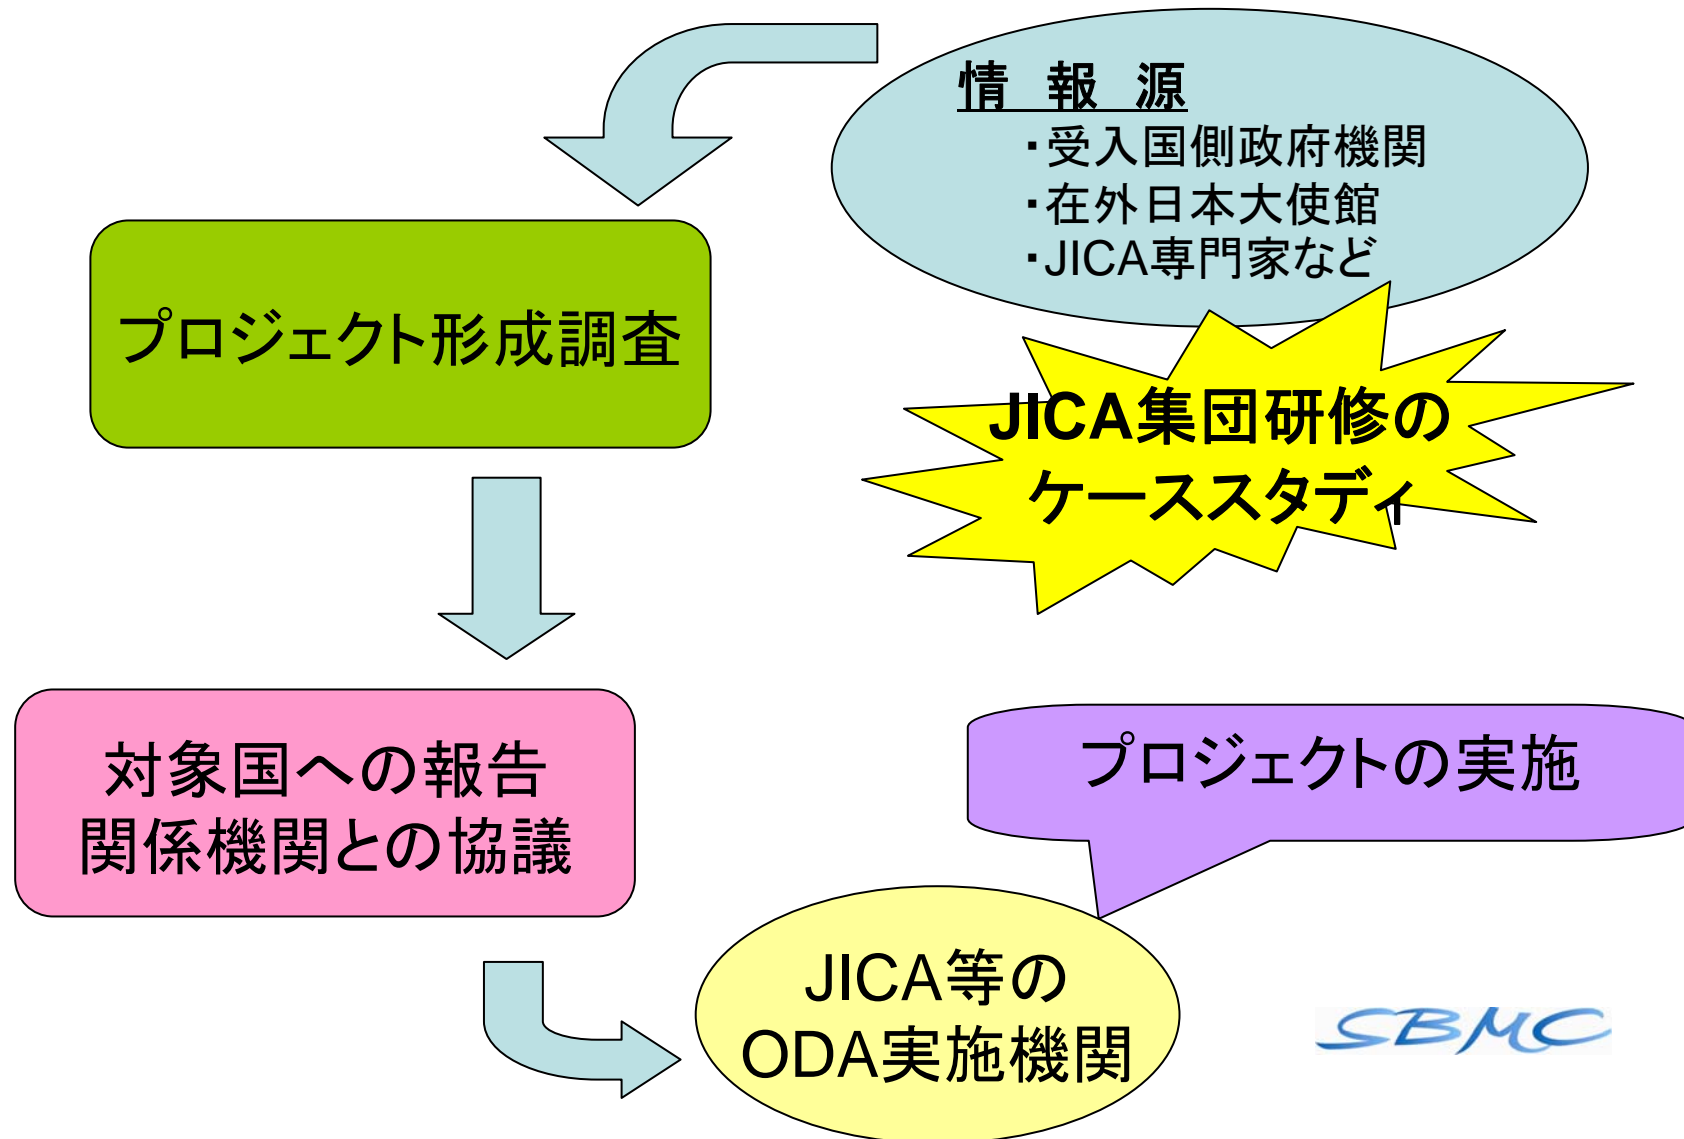 情　報　源
・受入国側政府機関
・在外日本大使館
・JICA専門家など
JICA集団研修の
ケーススタディ
プロジェクト形成調査
対象国への報告
関係機関との協議
プロジェクトの実施
JICA等の
ODA実施機関
SBMC